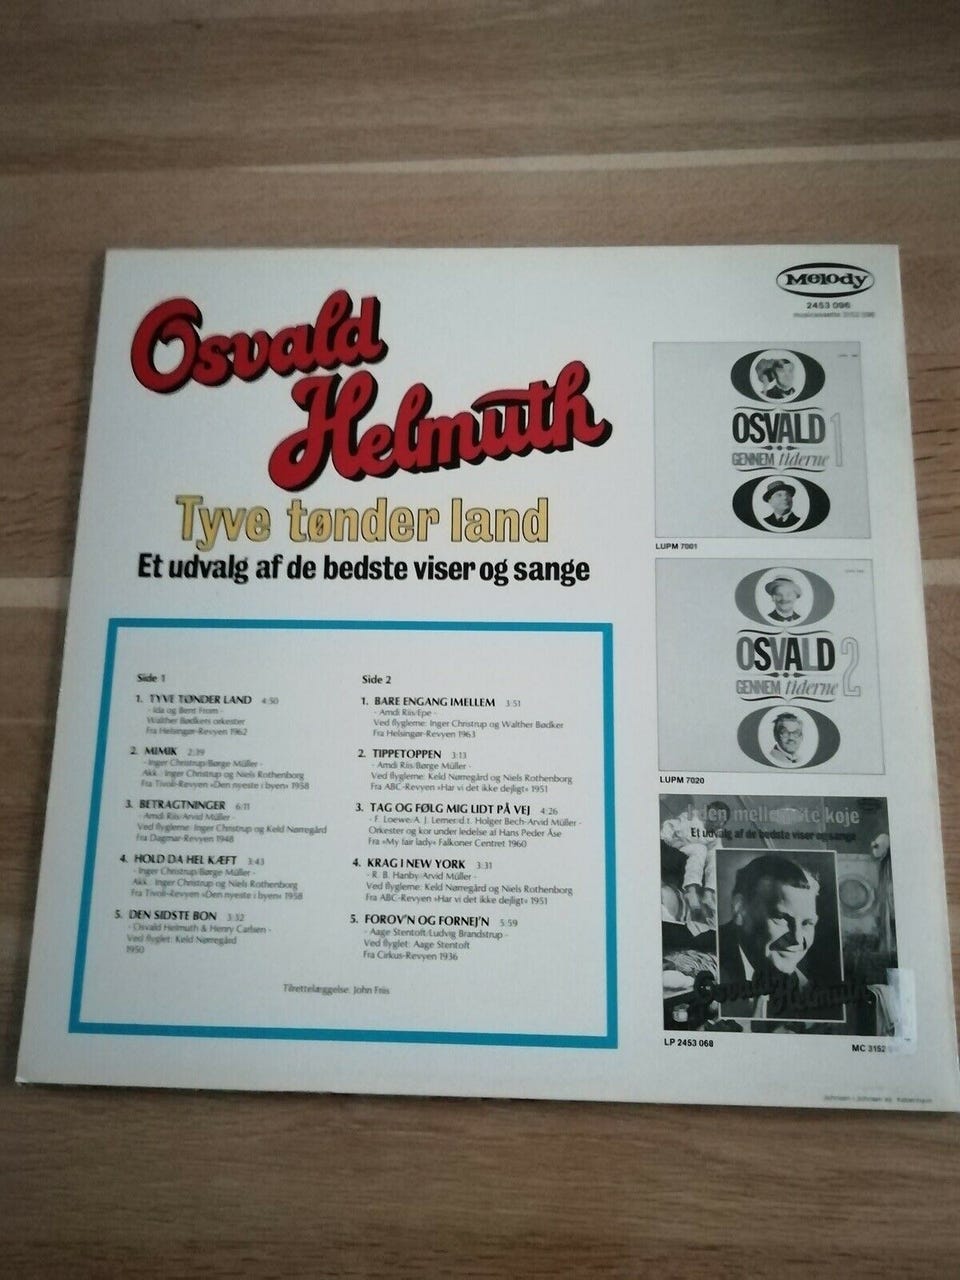 Melody
2453 096
musicassette 3152 096
Osvald
Helmuth
Tyve tønder land
Et udvalg af de bedste viser og sange
Side 1
1. TYVE TØNDER LAND 4:50
- Ida og Bent From -
Walther Bødkers orkester
Fra Helsingør-Revyen 1962
2. MIMIK 2:39
- Inger Christrup/Børge Müller -
Akk.: Inger Christrup og Niels Rothenborg
Fra Tivoli-Revyen »Den nyeste i byen« 1958
3. BETRAGTNINGER 6:11
- Amdi Riis/Arvid Müller -
Ved flyglerne: Inger Christrup og Keld Nørregård
Fra Dagmar-Revyen 1948
4. HOLD DA HEL KÆFT 3:43
- Inger Christrup/Børge Müller -
Akk.: Inger Christrup og Niels Rothenborg
Fra Tivoli-Revyen »Den nyeste i byen« 1958
5. DEN SIDSTE BON 3:32
- Osvald Helmuth & Henry Carlsen -
Ved flyglet: Keld Nørregård
1950
Side 2
1. BARE ENGANG IMELLEM 3:51
- Amdi Riis/Epe -
Ved flyglerne: Inger Christrup og Walther Bødker
Fra Helsingør-Revyen 1963
2. TIPPETOPPEN 3:13
- Amdi Riis/Børge Müller -
Ved flyglerne: Keld Nørregård og Niels Rothenborg
Fra ABC-Revyen »Har vi det ikke dejligt« 1951
3. TAG OG FØLG MIG LIDT PÅ VEJ 4:26
- F. Loewe/A. J. Lerner/d.t. Holger Bech-Arvid Müller -
Orkester og kor under ledelse af Hans Peder Åse
Fra »My fair lady« Falkoner Centret 1960
4. KRAG I NEW YORK 3:31
- R. B. Hanby/Arvid Müller -
Ved flyglerne: Keld Nørregård og Niels Rothenborg
Fra ABC-Revyen »Har vi det ikke dejligt« 1951
5. FOROV'N OG FORNEJ'N 5:59
- Aage Stentoft/Ludvig Brandstrup -
Ved flyglet: Aage Stentoft
Fra Cirkus-Revyen 1936
Tilrettelæggelse: John Friis
OSVALD 1
GENNEM tiderne
LUPM 7001
OSVALD 2
GENNEM tiderne
LUPM 7020
I den mellemste køje
Et udvalg af de bedste viser og sange
Osvald Helmuth
LP 2453 068
MC 3152